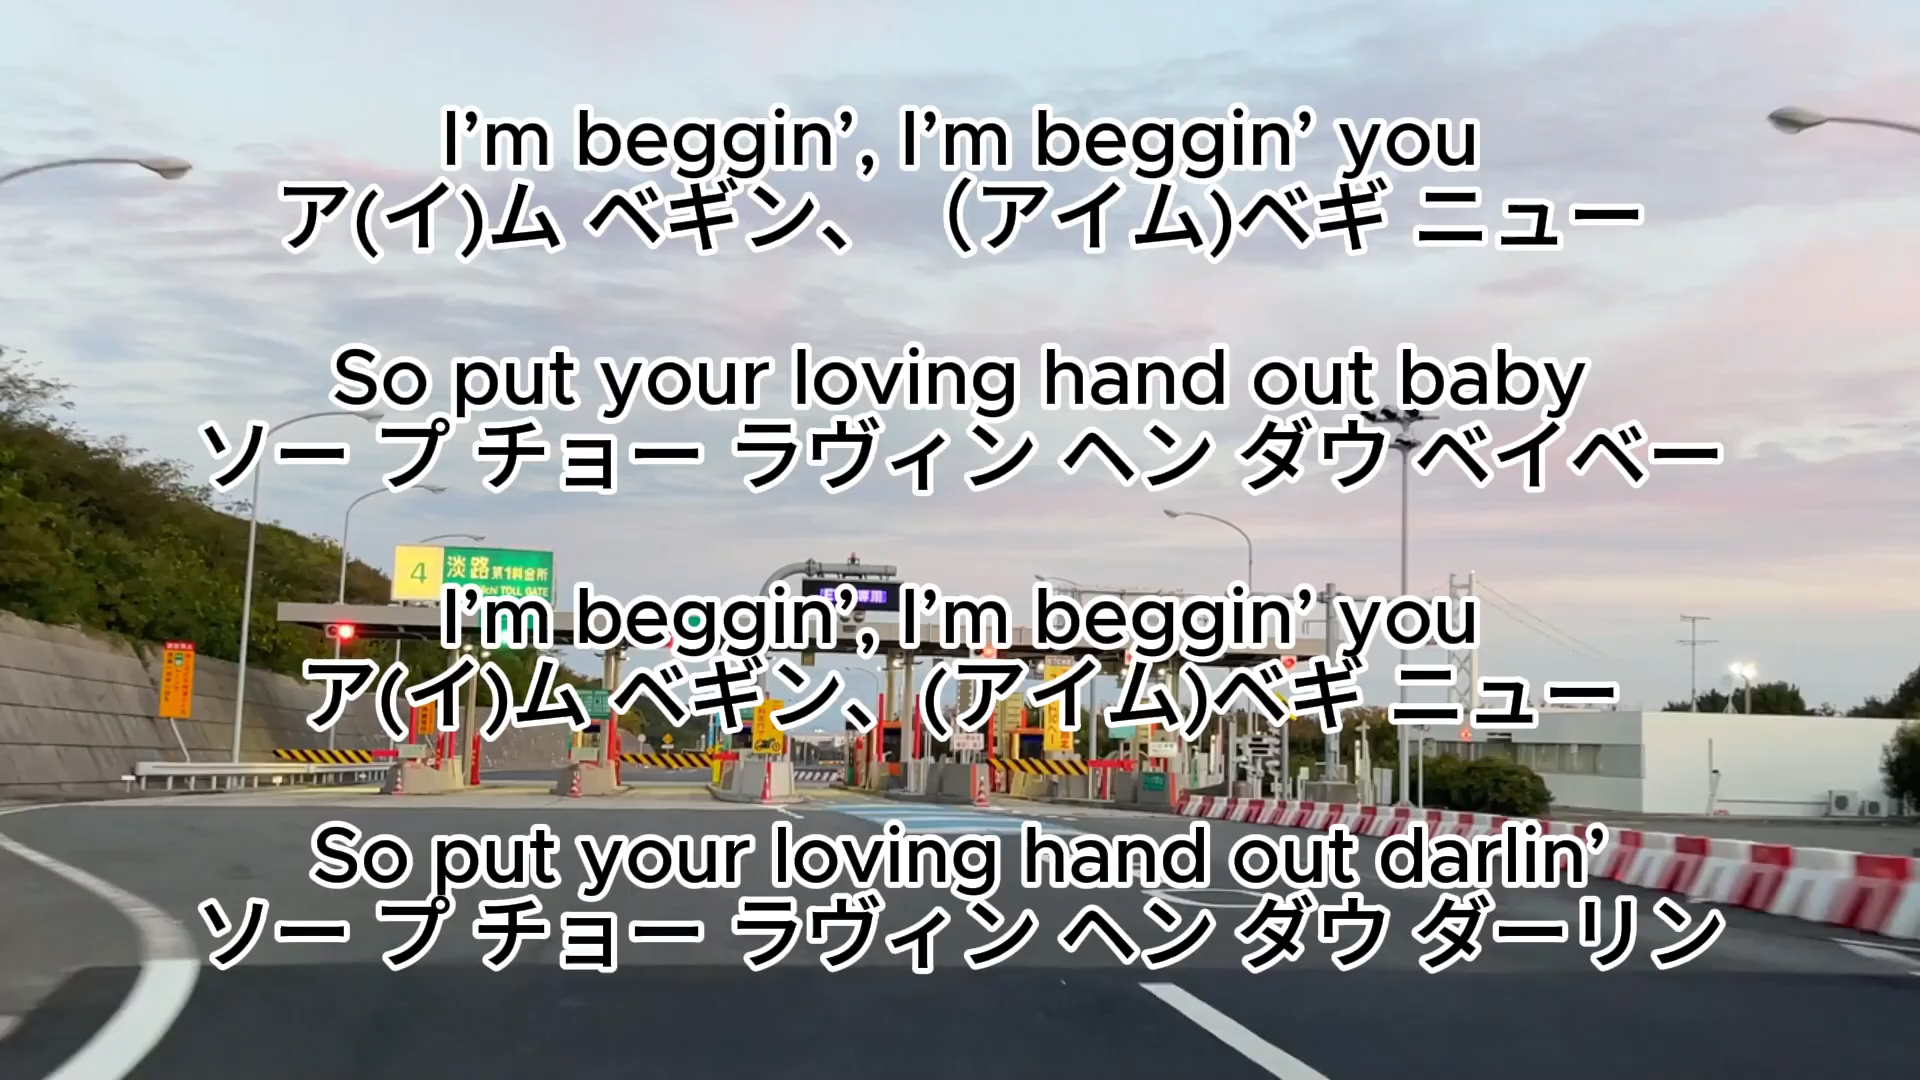 I’m beggin’, I’m beggin’ you
ア(イ)ム ベギン、 （アイム)ベギ ニュー
So put your loving hand out baby
ソー プ チョー ラヴィン ヘン ダウ ベイベー
4 淡路 第1料金所
TOLL GATE
専用
I’m beggin’, I’m beggin’ you
ア(イ)ム ベギン、(アイム)ベギ ニュー
So put your loving hand out darlin’
ソー プ チョー ラヴィン ヘン ダウ ダーリン